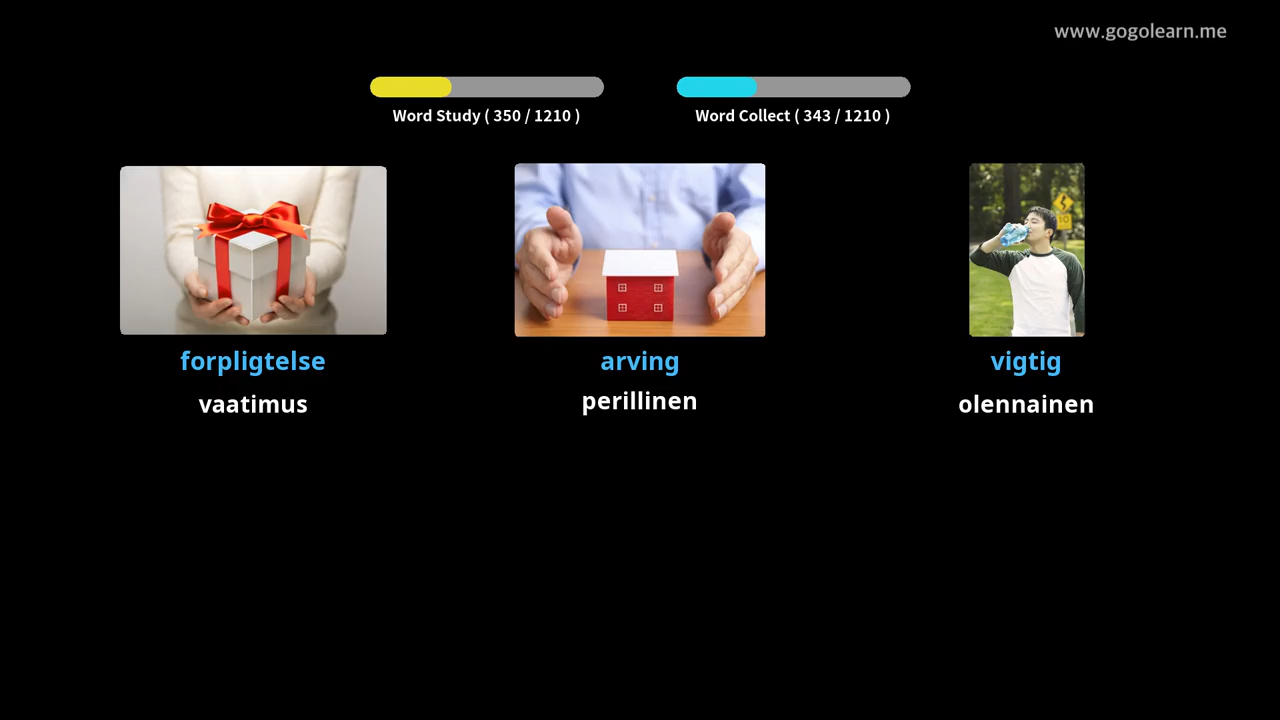 www.gogolearn.me
Word Study ( 350 / 1210 )
Word Collect ( 343 / 1210 )
forpligtelse
vaatimus
arving
perillinen
vigtig
olennainen